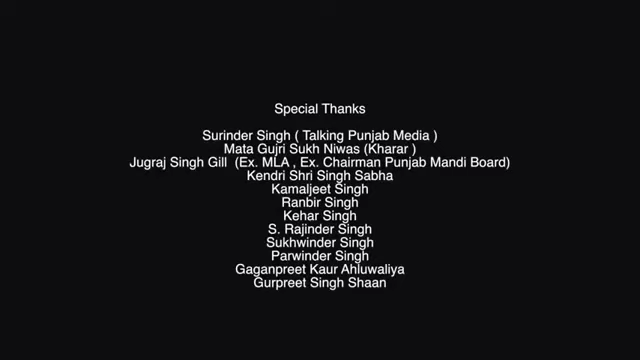 Special Thanks
Surinder Singh ( Talking Punjab Media )
Mata Gujri Sukh Niwas (Kharar )
Jugraj Singh Gill  (Ex. MLA , Ex. Chairman Punjab Mandi Board)
Kendri Shri Singh Sabha
Kamaljeet Singh
Ranbir Singh
Kehar Singh
S. Rajinder Singh
Sukhwinder Singh
Parwinder Singh
Gaganpreet Kaur Ahluwaliya
Gurpreet Singh Shaan